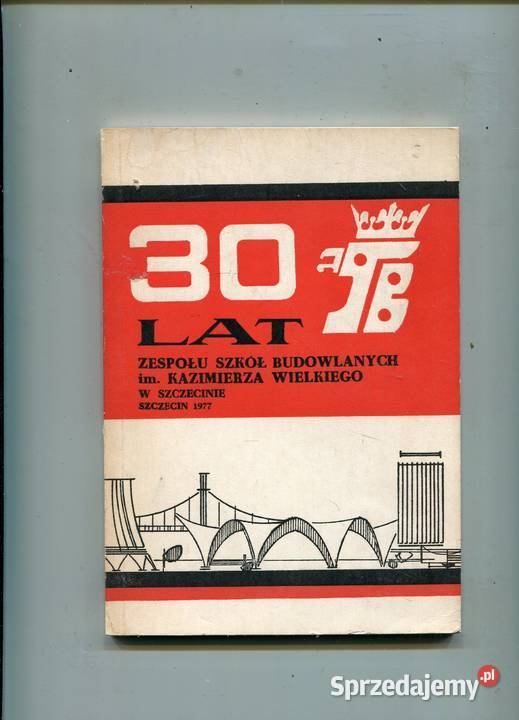 30
LAT
ZESPOŁU SZKÓŁ BUDOWLANYCH
im. KAZIMIERZA WIELKIEGO
W SZCZECINIE
SZCZECIN 1977
Sprzedajemy.pl